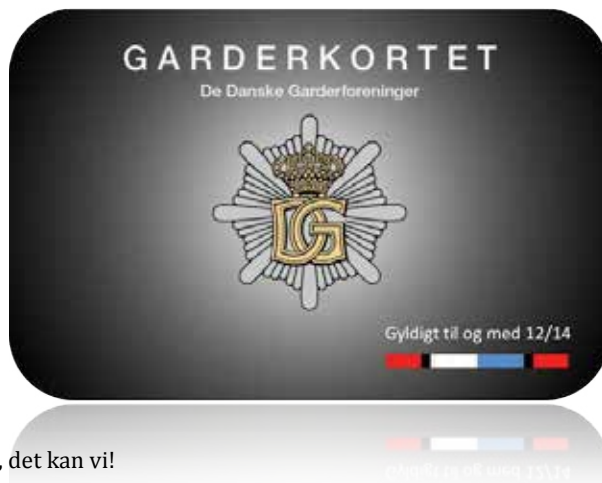 GARDERKORTET
De Danske Garderforeninger
DG
Gyldigt til og med 12/14
, det kan vi!